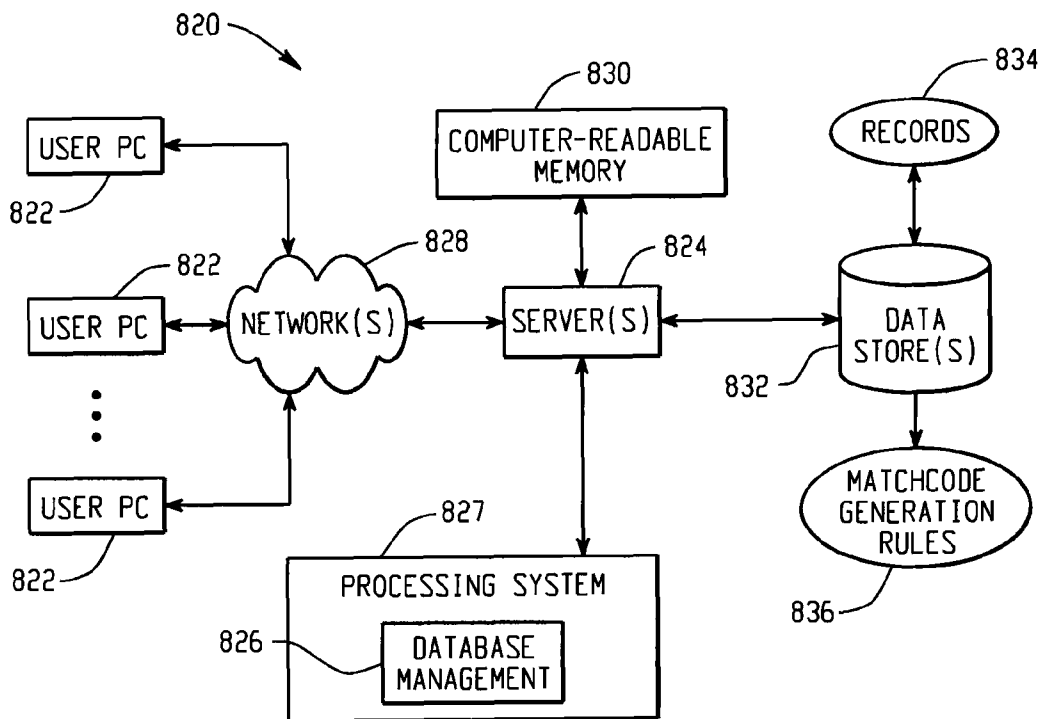 820
830
834
USER PC
822
COMPUTER-READABLE
MEMORY
RECORDS
828
824
822
USER PC
NETWORK(S)
SERVER(S)
DATA
STORE(S)
832
USER PC
822
827
PROCESSING SYSTEM
826
DATABASE
MANAGEMENT
MATCHCODE
GENERATION
RULES
836